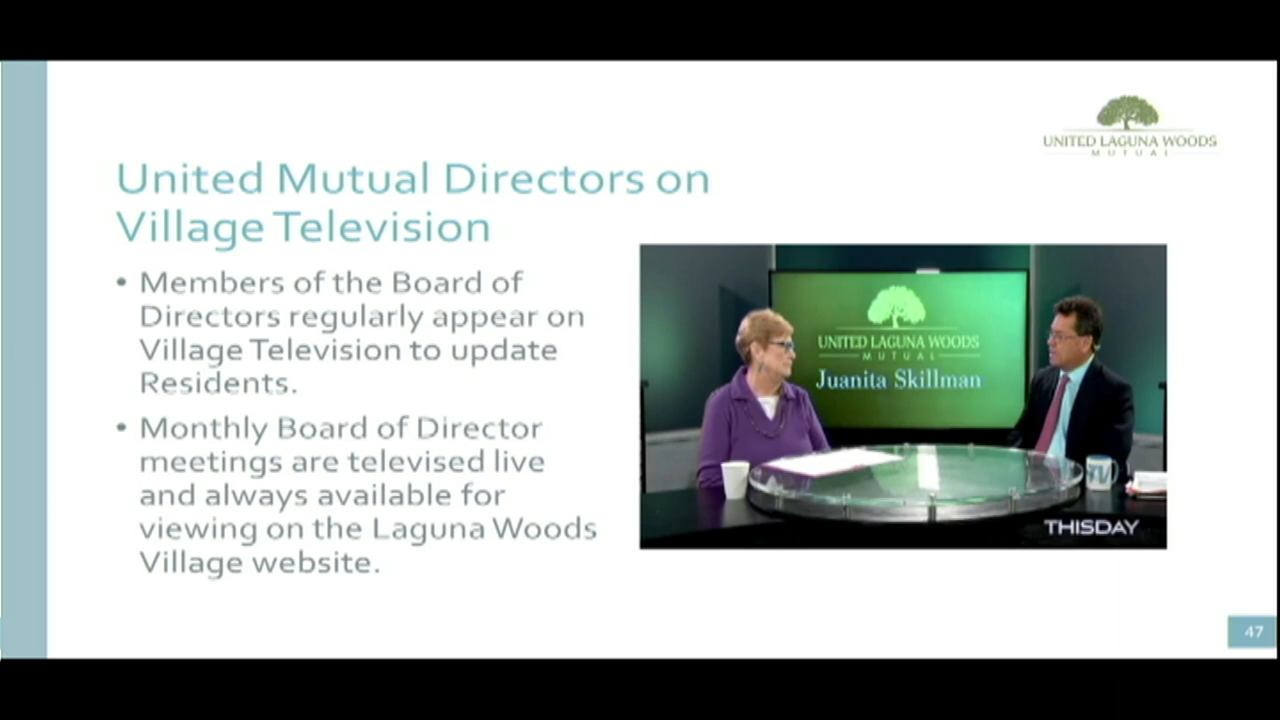 UNITED LAGUNA WOODS
MUTUAL
United Mutual Directors on
Village Television
• Members of the Board of
Directors regularly appear on
Village Television to update
Residents.
• Monthly Board of Director
meetings are televised live
and always available for
viewing on the Laguna Woods
Village website.
UNITED LAGUNA WOODS
MUTUAL
Juanita Skillman
TV
THISDAY
47